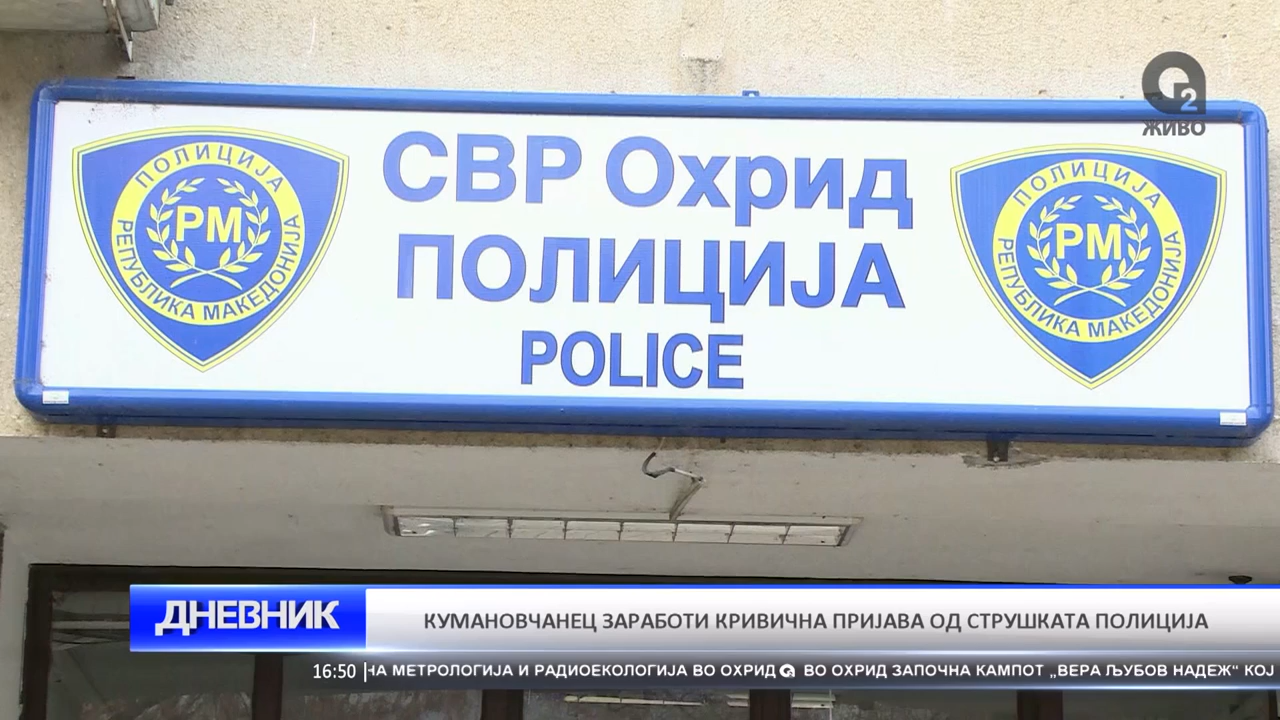 2
ЖИВО
СВР Охрид
ПОЛИЦИЈА
POLICE
ПОЛИЦИЈА
РМ
РЕПУБЛИКА МАКЕДОНИЈА
ПОЛИЦИЈА
РМ
РЕПУБЛИКА МАКЕДОНИЈА
ДНЕВНИК
КУМАНОВЧАНЕЦ ЗАРАБОТИ КРИВИЧНА ПРИЈАВА ОД СТРУШКАТА ПОЛИЦИЈА
16:50 НА МЕТРОЛОГИЈА И РАДИОЕКОЛОГИЈА ВО ОХРИД ВО ОХРИД ЗАПОЧНА КАМПОТ „ВЕРА ЉУБОВ НАДЕЖ“ КОЈ